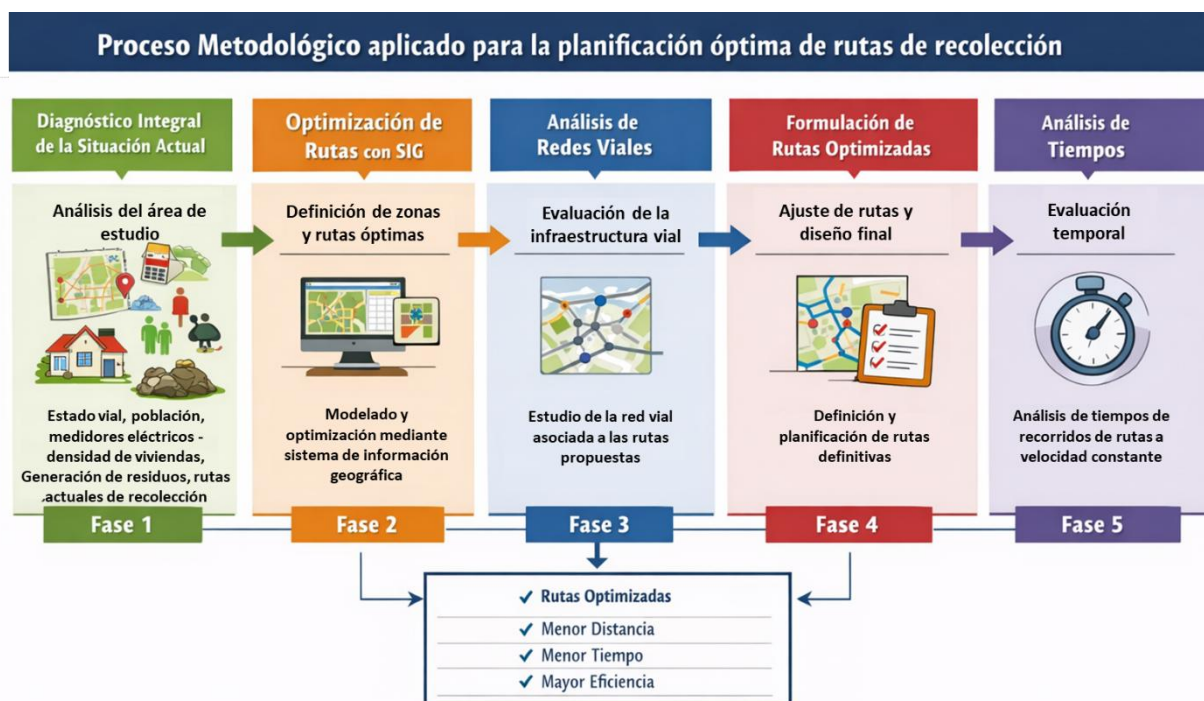 Proceso Metodológico aplicado para la planificación óptima de rutas de recolección
Diagnóstico Integral
de la Situación Actual
Análisis del área de
estudio
Estado vial, población,
medidores eléctricos -
densidad de viviendas,
Generación de residuos, rutas
actuales de recolección
Fase 1
Optimización de
Rutas con SIG
Definición de zonas
y rutas óptimas
Modelado y
optimización mediante
sistema de información
geográfica
Fase 2
Análisis de
Redes Viales
Evaluación de la
infraestructura vial
Estudio de la red vial
asociada a las rutas
propuestas
Fase 3
Formulación de
Rutas Optimizadas
Ajuste de rutas y
diseño final
Definición y
planificación de rutas
definitivas
Fase 4
Análisis de
Tiempos
Evaluación
temporal
Análisis de tiempos de
recorridos de rutas a
velocidad constante
Fase 5
✓ Rutas Optimizadas
✓ Menor Distancia
✓ Menor Tiempo
✓ Mayor Eficiencia